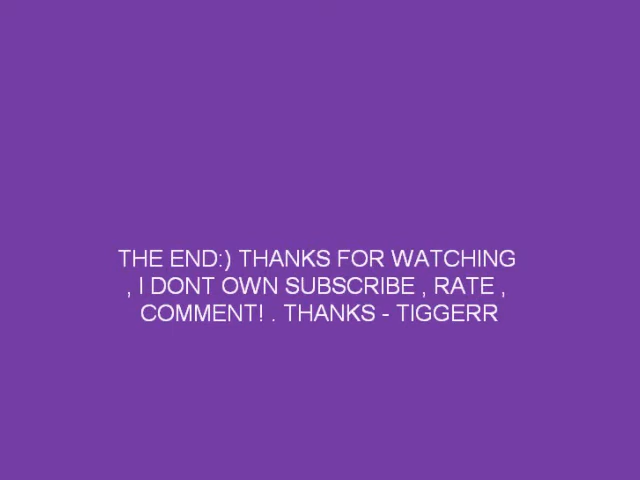 THE END:) THANKS FOR WATCHING
, I DONT OWN SUBSCRIBE , RATE ,
COMMENT! . THANKS - TIGGERR